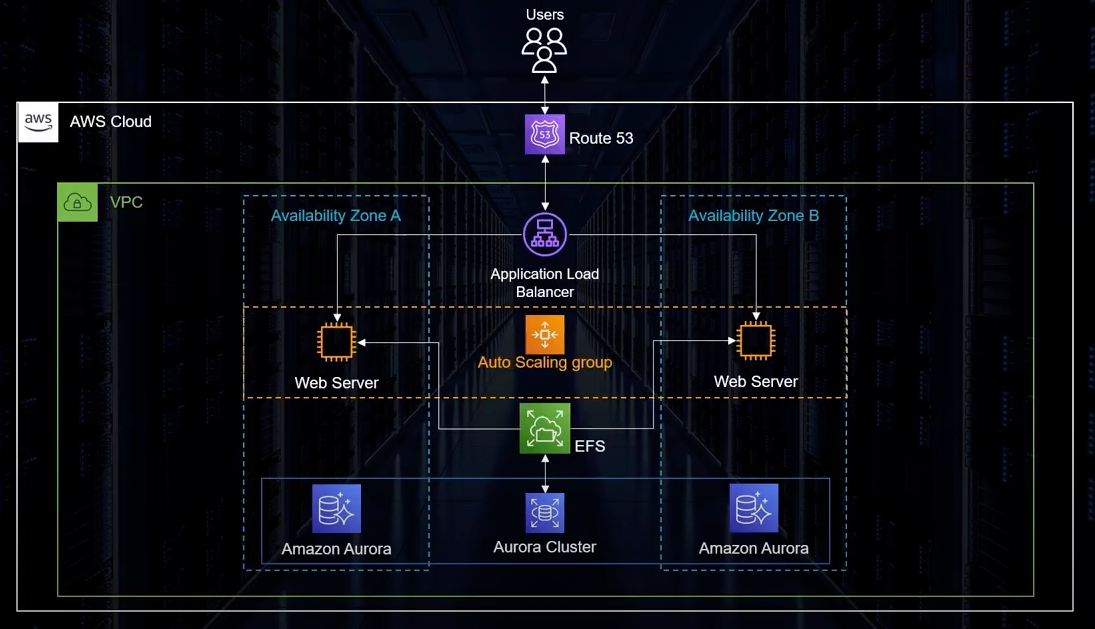 Users
aws
AWS Cloud
53
Route 53
VPC
Availability Zone A
Availability Zone B
Application Load
Balancer
Auto Scaling group
Web Server
Web Server
EFS
Amazon Aurora
Aurora Cluster
Amazon Aurora